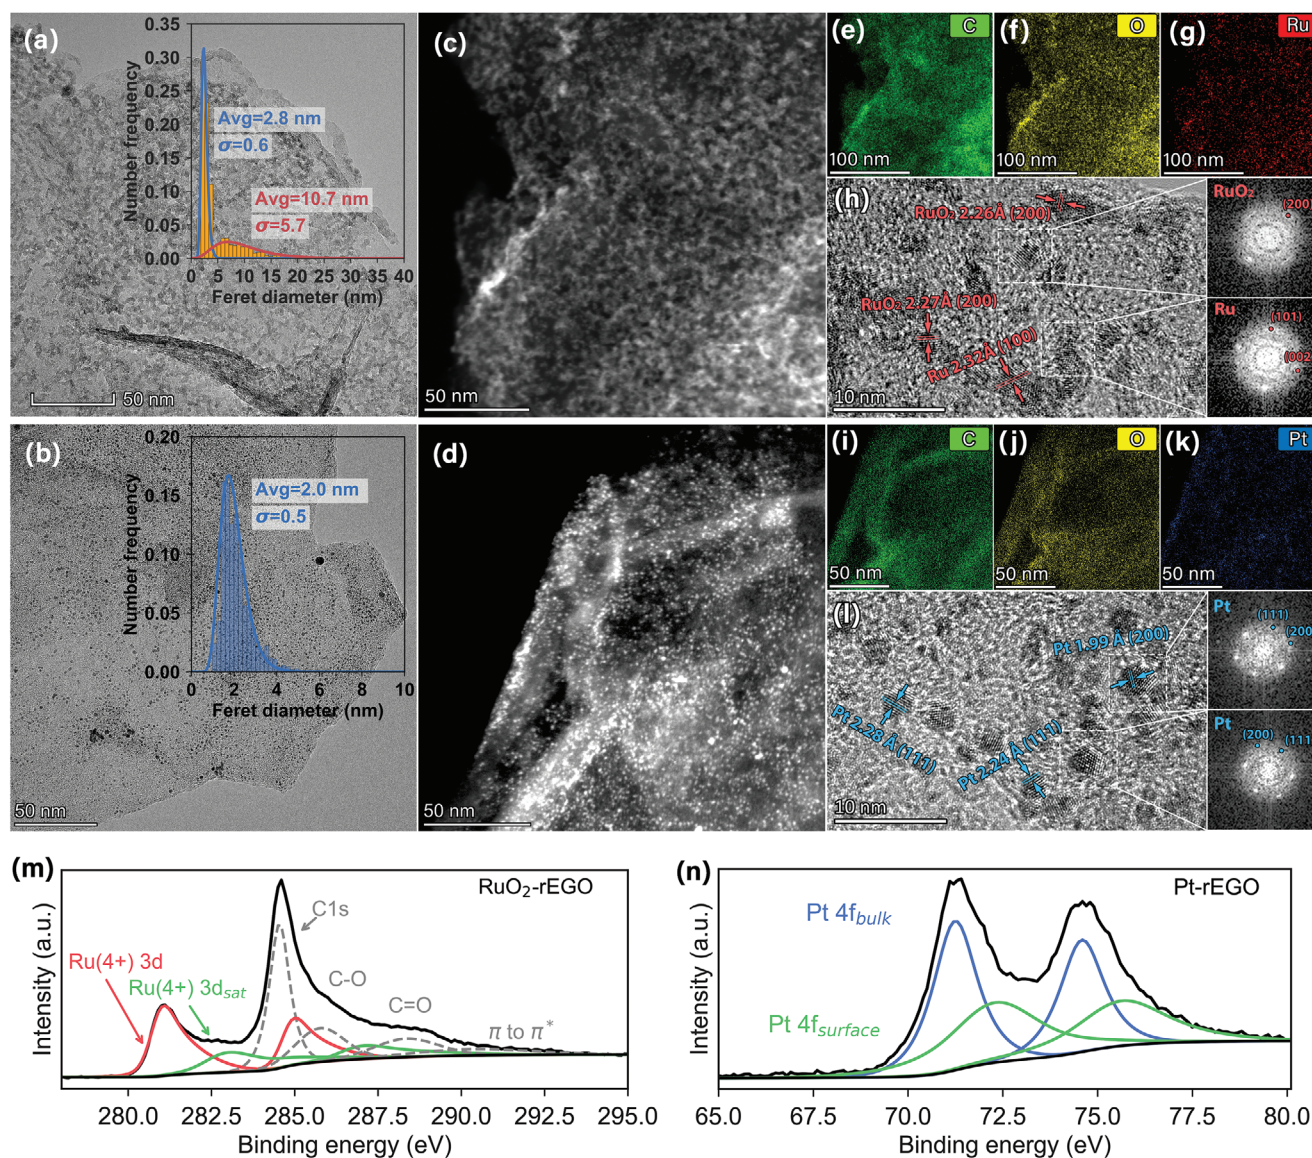 (a)
0.35
0.30
0.25
0.20
0.15
0.10
0.05
0.00
Number frequency
Avg=2.8 nm
σ=0.6
Avg=10.7 nm
σ=5.7
0 5 10 15 20 25 30 35 40
Feret diameter (nm)
50 nm
(c)
50 nm
(e)
C
100 nm
(f)
O
100 nm
(g)
Ru
100 nm
(h)
RuO₂ 2.26Å (200)
RuO₂ 2.27Å (200)
Ru 2.32Å (100)
10 nm
RuO₂
(200)
Ru
(101)
(002
(b)
0.20
0.15
0.10
0.05
0.00
Number frequency
Avg=2.0 nm
σ=0.5
0 2 4 6 8 10
Feret diameter (nm)
50 nm
(d)
50 nm
(i)
C
50 nm
(j)
O
50 nm
(k)
Pt
50 nm
(l)
Pt 1.99 Å (200)
Pt 2.28 Å (111)
Pt 2.24 Å (111)
10 nm
Pt
(111)
(200
Pt
(200)
(111
(m)
RuO₂-rEGO
C1s
Ru(4+) 3d
Ru(4+) 3d_sat
C-O
C=O
π to π*
Intensity (a.u.)
280.0 282.5 285.0 287.5 290.0 292.5 295.0
Binding energy (eV)
(n)
Pt-rEGO
Pt 4f_bulk
Pt 4f_surface
Intensity (a.u.)
65.0 67.5 70.0 72.5 75.0 77.5 80.0
Binding energy (eV)